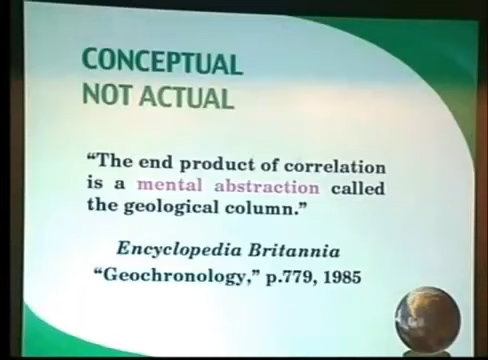 CONCEPTUAL
NOT ACTUAL
“The end product of correlation
is a mental abstraction called
the geological column.”
Encyclopedia Britannia
“Geochronology,” p.779, 1985